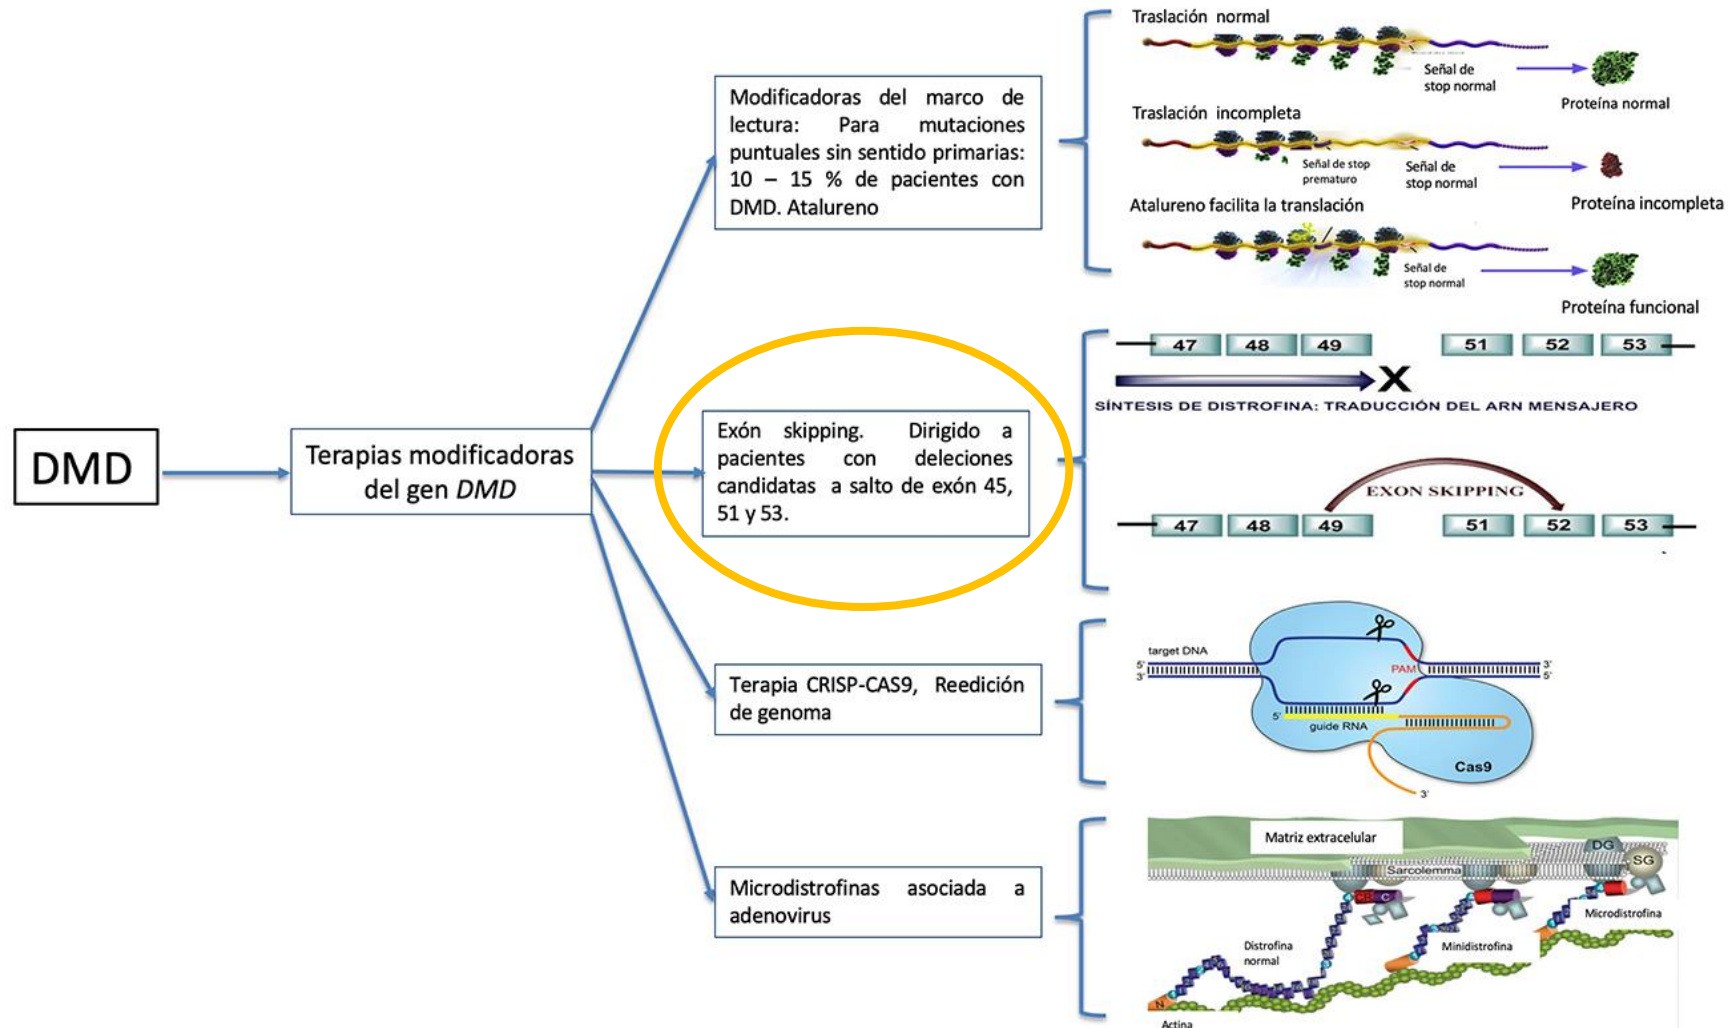 DMD
Terapias modificadoras
del gen DMD
Modificadoras del marco de
lectura: Para mutaciones
puntuales sin sentido primarias:
10 – 15 % de pacientes con
DMD. Atalureno
Traslación normal
Señal de
stop normal
Proteína normal
Traslación incompleta
Señal de stop
prematuro
Señal de
stop normal
Proteína incompleta
Atalureno facilita la translación
Señal de
stop normal
Proteína funcional
Exón skipping. Dirigido a
pacientes con deleciones
candidatas a salto de exón 45,
51 y 53.
47 48 49 51 52 53
X
SÍNTESIS DE DISTROFINA: TRADUCCIÓN DEL ARN MENSAJERO
EXON SKIPPING
47 48 49 51 52 53
Terapia CRISP-CAS9, Reedición
de genoma
target DNA
5' 3'
3' 5'
PAM
5'
guide RNA
Cas9
3'
Microdistrofinas asociada a
adenovirus
Matriz extracelular
DG
SG
Sarcolemma
CR C
Microdistrofina
Distrofina
normal
Minidistrofina
N
Actina